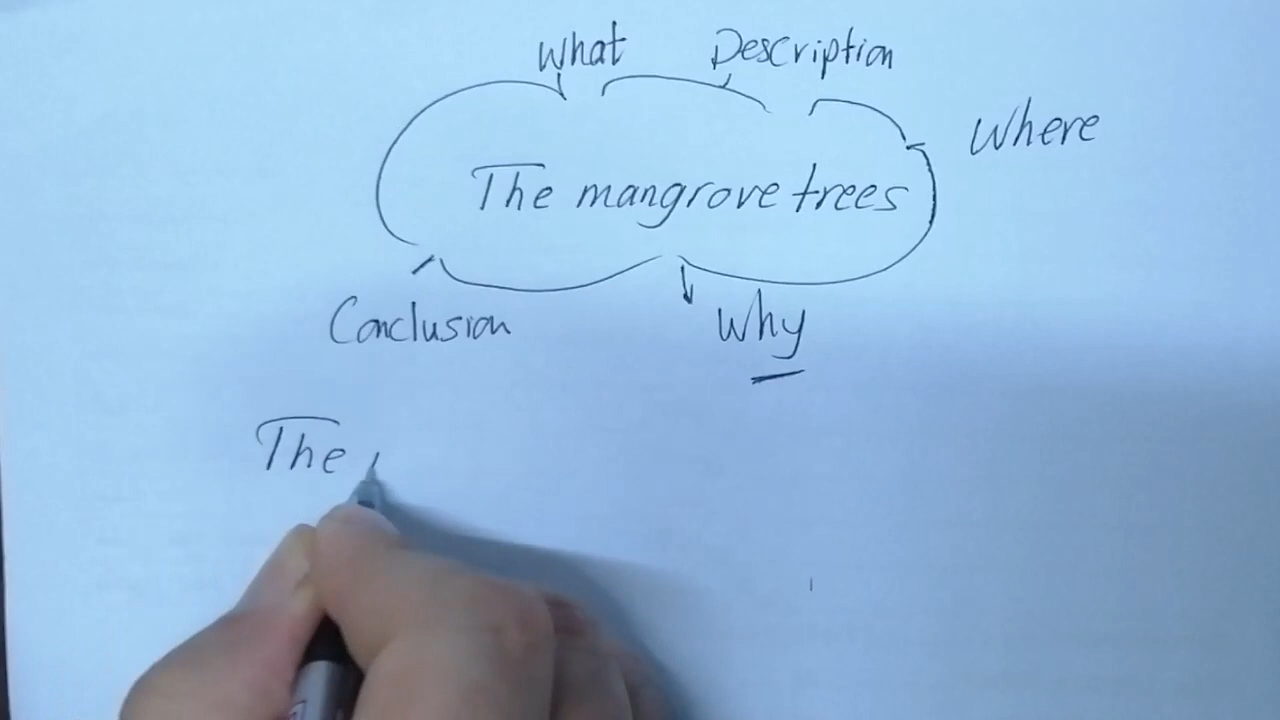 What Description
Where
The mangrove trees
Conclusion Why
The